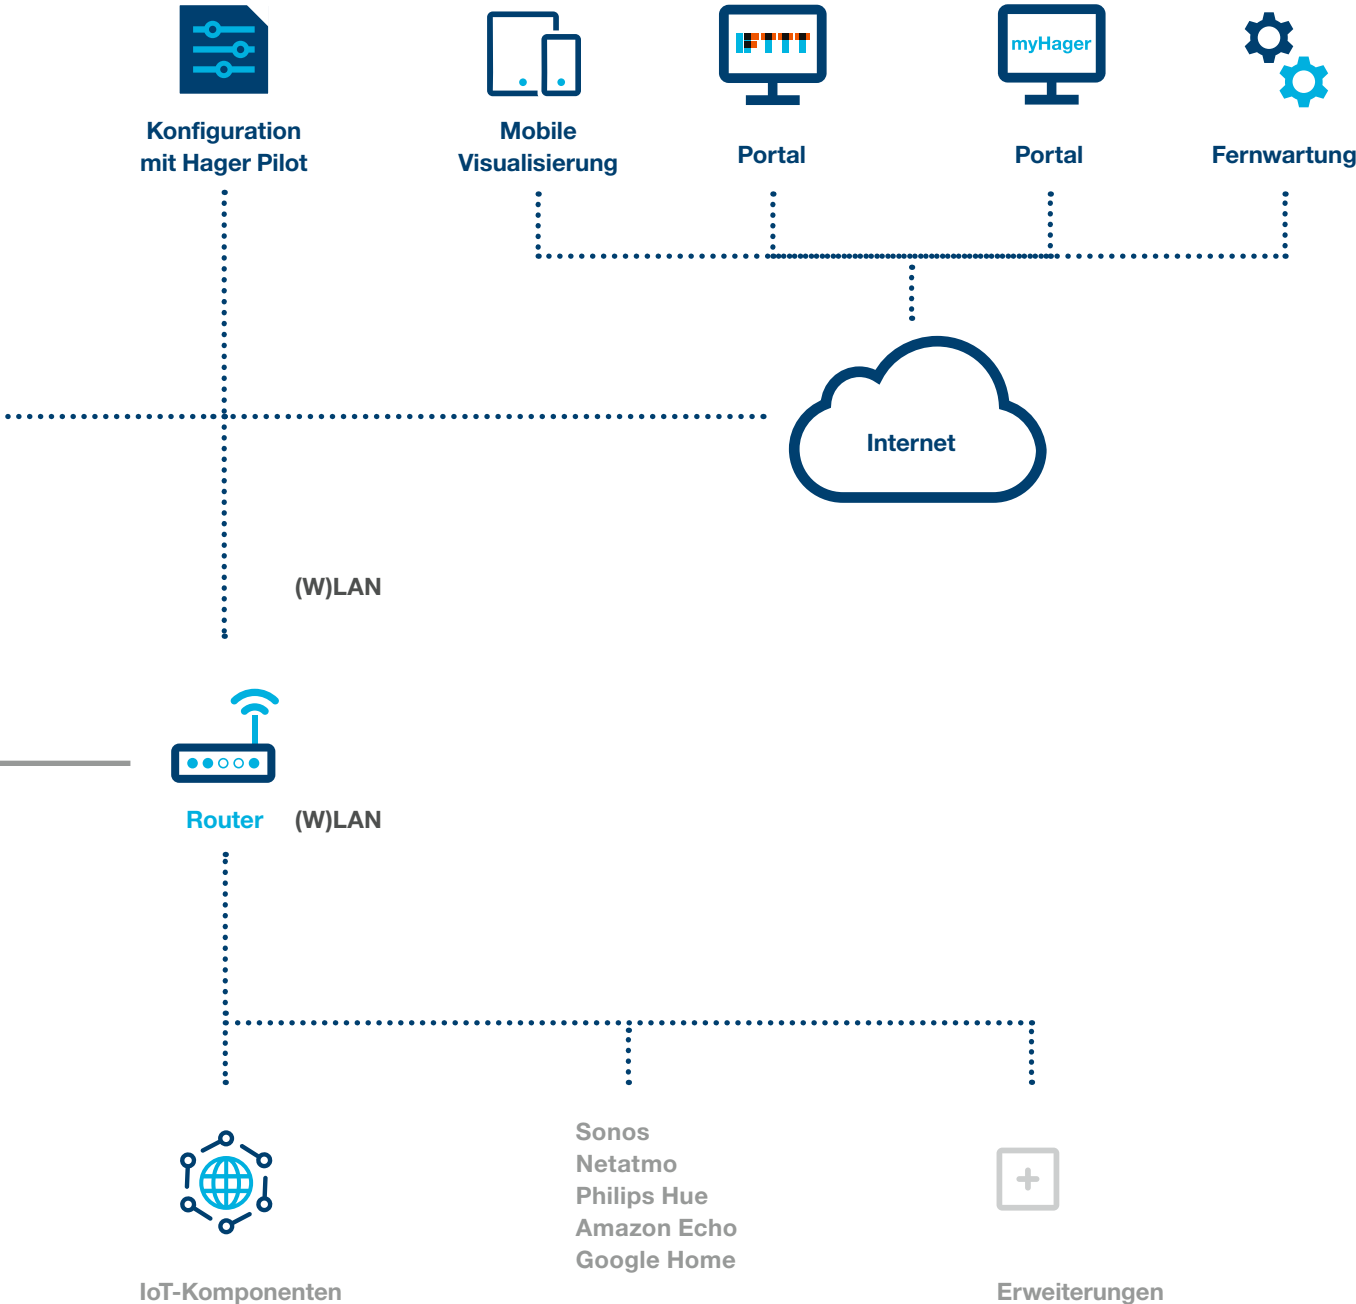 IFTTT
myHager
Konfiguration
mit Hager Pilot
Mobile
Visualisierung
Portal
Portal
Fernwartung
Internet
(W)LAN
Router
(W)LAN
Sonos
Netatmo
Philips Hue
Amazon Echo
Google Home
IoT-Komponenten
Erweiterungen